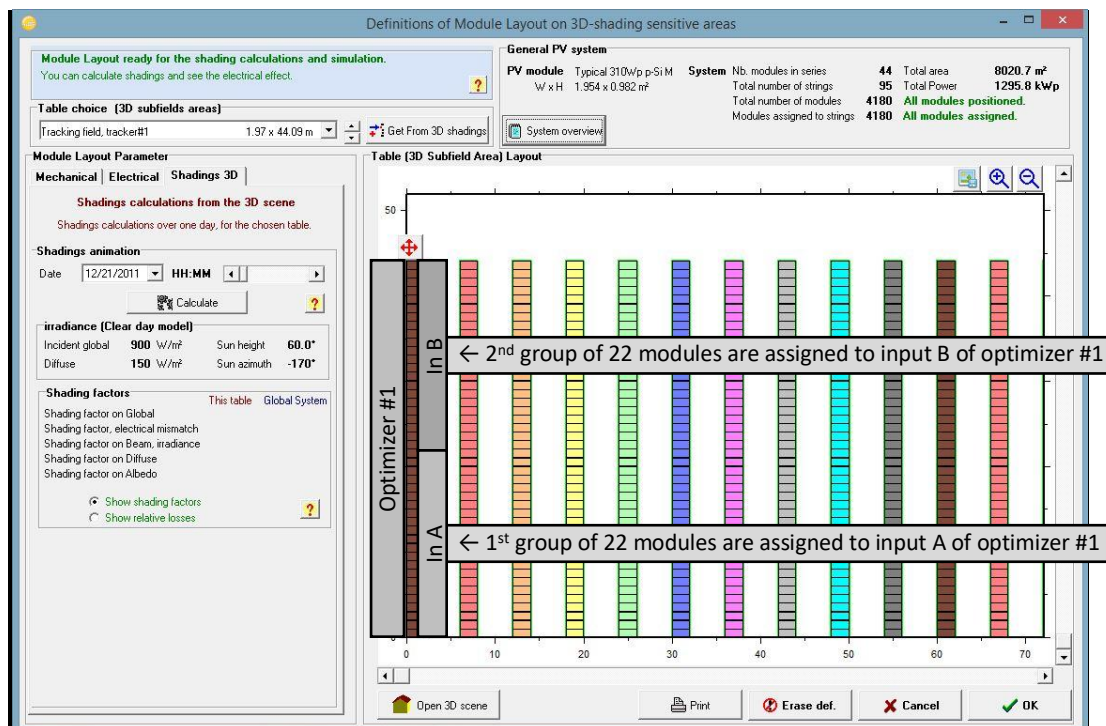 Definitions of Module Layout on 3D-shading sensitive areas
Module Layout ready for the shading calculations and simulation.
You can calculate shadings and see the electrical effect.
?
General PV system
PV module Typical 310Wp p-Si M System Nb. modules in series 44 Total area 8020.7 m²
W x H 1.954 x 0.982 m² Total number of strings 95 Total Power 1295.8 kWp
Total number of modules 4180 All modules positioned.
Modules assigned to strings 4180 All modules assigned.
System overview
Table choice (3D subfields areas)
Tracking field, tracker#1 1.97 x 44.09 m
Get From 3D shadings
Module Layout Parameter
Mechanical Electrical Shadings 3D
Shadings calculations from the 3D scene
Shadings calculations over one day, for the chosen table.
Shadings animation
Date 12/21/2011 HH:MM
Calculate
?
irradiance (Clear day model)
Incident global 900 W/m² Sun height 60.0°
Diffuse 150 W/m² Sun azimuth -170°
Shading factors
This table Global System
Shading factor on Global
Shading factor, electrical mismatch
Shading factor on Beam, irradiance
Shading factor on Diffuse
Shading factor on Albedo
Show shading factors
Show relative losses
?
Table (3D Subfield Area) Layout
50
Optimizer #1
In B
← 2nd group of 22 modules are assigned to input B of optimizer #1
In A
← 1st group of 22 modules are assigned to input A of optimizer #1
0 10 20 30 40 50 60 70
Open 3D scene
Print
Erase def.
Cancel
OK